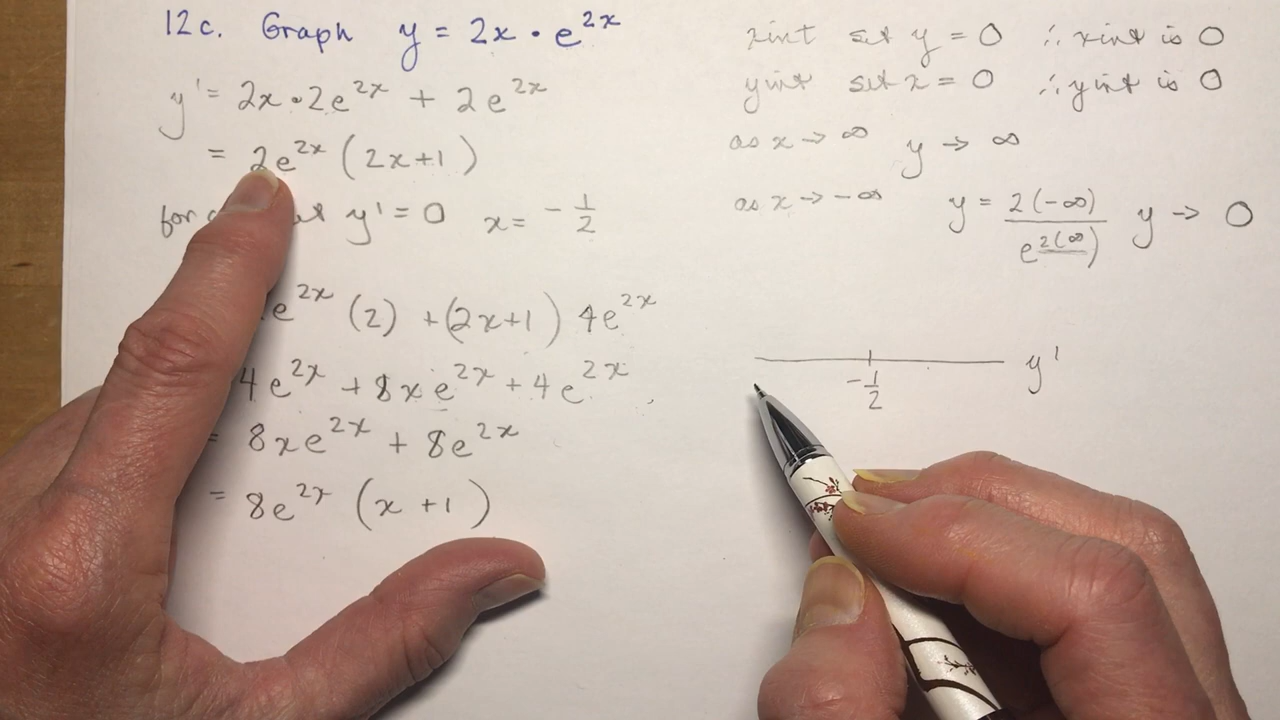 12c. Graph y = 2x • e^{2x}
y' = 2x • 2e^{2x} + 2e^{2x}
= 2e^{2x} (2x+1)
for y' = 0 x = -1/2
e^{2x} (2) + (2x+1) 4e^{2x}
4e^{2x} + 8xe^{2x} + 4e^{2x}
= 8xe^{2x} + 8e^{2x}
= 8e^{2x} (x+1)
xint set y = 0 ∴ xint is 0
yint set x = 0 ∴ yint is 0
as x → ∞ y → ∞
as x → -∞ y = 2(-∞)/e^{2(∞)} y → 0
y'
-1/2